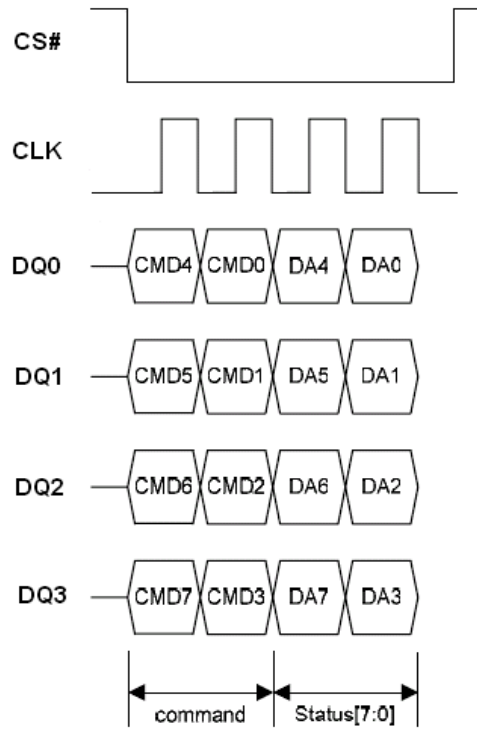 CS#
CLK
DQ0 CMD4 CMD0 DA4 DA0
DQ1 CMD5 CMD1 DA5 DA1
DQ2 CMD6 CMD2 DA6 DA2
DQ3 CMD7 CMD3 DA7 DA3
command Status[7:0]